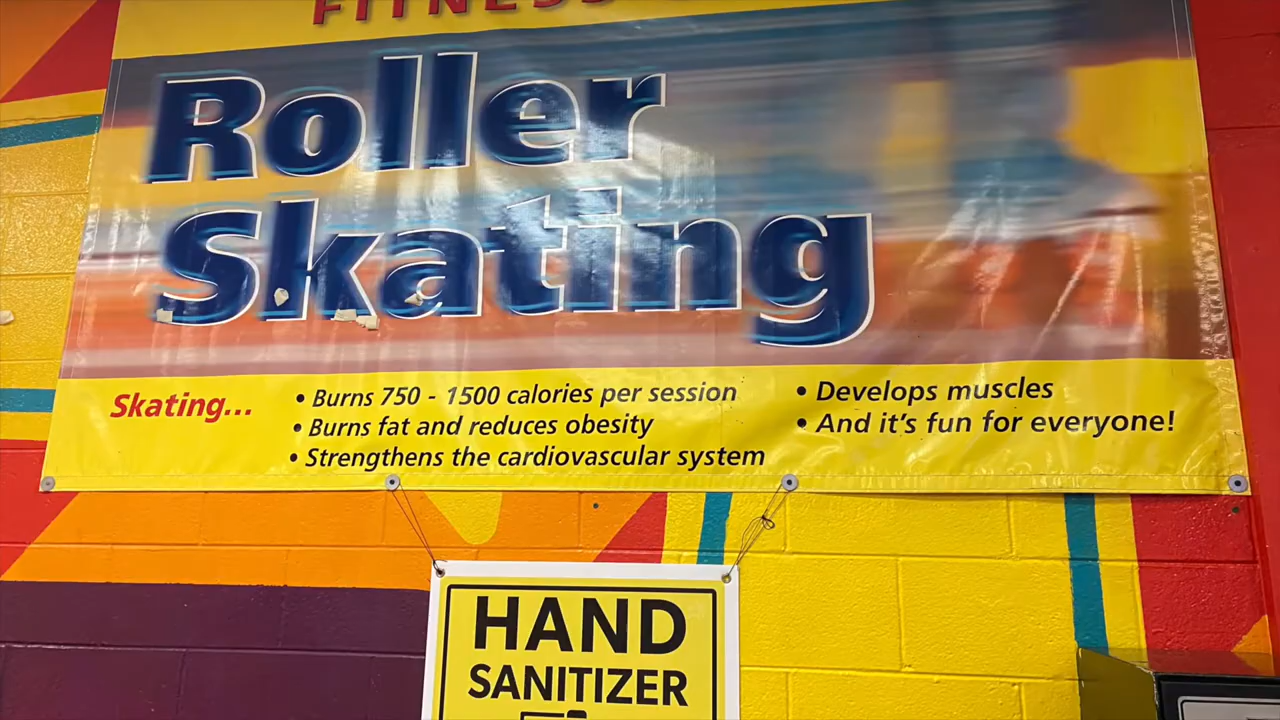 FITNESS
Roller
Skating
Skating...
• Burns 750 - 1500 calories per session
• Burns fat and reduces obesity
• Strengthens the cardiovascular system
• Develops muscles
• And it's fun for everyone!
HAND
SANITIZER